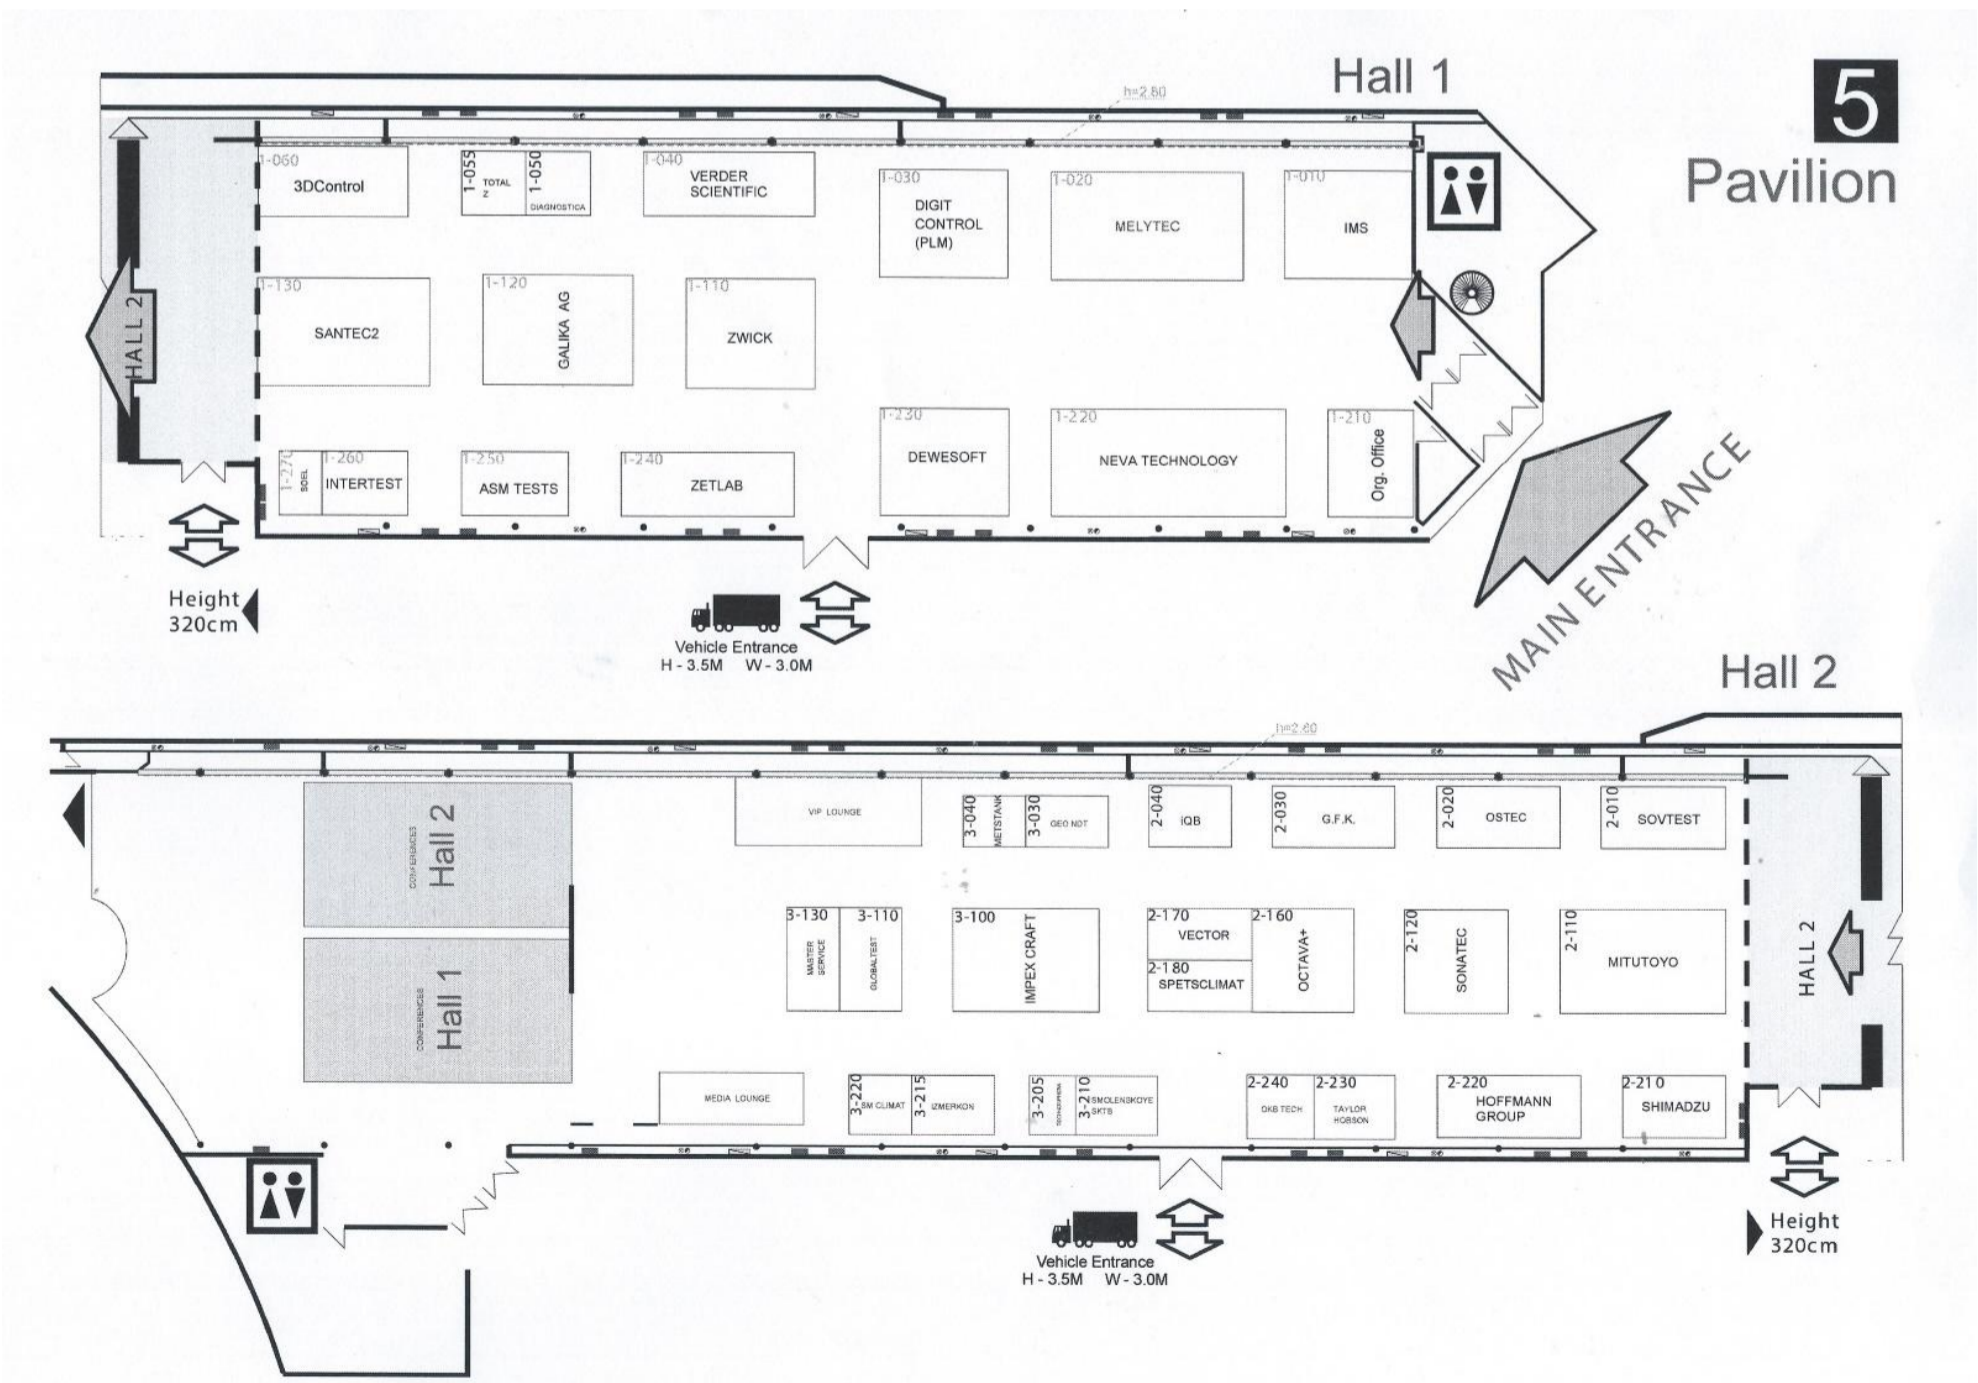 Hall 1
5
Pavilion
h=2.60
1-060
3DControl
1-055
TOTAL
Z
1-050
DIAGNOSTICA
1-040
VERDER
SCIENTIFIC
1-030
DIGIT
CONTROL
(PLM)
1-020
MELYTEC
1-010
IMS
HALL 2
1-130
SANTEC2
1-120
GALIKA AG
1-110
ZWICK
1-270
SOEL
1-260
INTERTEST
1-250
ASM TESTS
1-240
ZETLAB
1-230
DEWESOFT
1-220
NEVA TECHNOLOGY
1-210
Org. Office
MAIN ENTRANCE
Height
320cm
Vehicle Entrance
H - 3.5M W - 3.0M
Hall 2
h=2.60
CONFERENCES
Hall 2
CONFERENCES
Hall 1
VIP LOUNGE
3-040
METSTANK
3-030
GEO NDT
2-040
iQB
2-030
G.F.K.
2-020
OSTEC
2-010
SOVTEST
3-130
MASTER
SERVICE
3-110
GLOBALTEST
3-100
IMPEX CRAFT
2-170
VECTOR
2-180
SPETSCLIMAT
2-160
OCTAVA+
2-120
SONATEC
2-110
MITUTOYO
HALL 2
MEDIA LOUNGE
3-220
SM CLIMAT
3-215
IZMERKON
3-205
3-210
SMOLENSKOYE
SKTS
2-240
OKB TECH
2-230
TAYLOR
HOBSON
2-220
HOFFMANN
GROUP
2-210
SHIMADZU
Vehicle Entrance
H - 3.5M W - 3.0M
Height
320cm